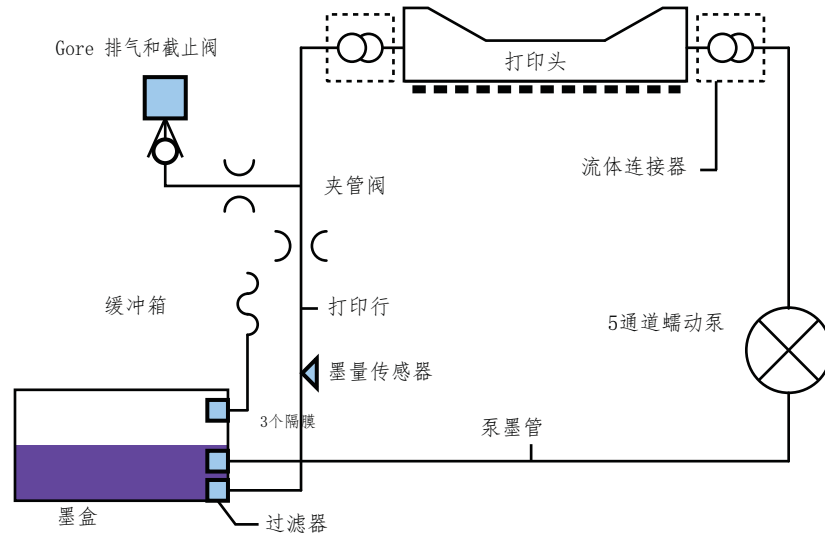 Gore 排气和截止阀
打印头
流体连接器
夹管阀
缓冲箱
打印行
5通道蠕动泵
墨量传感器
3个隔膜
泵墨管
墨盒
过滤器